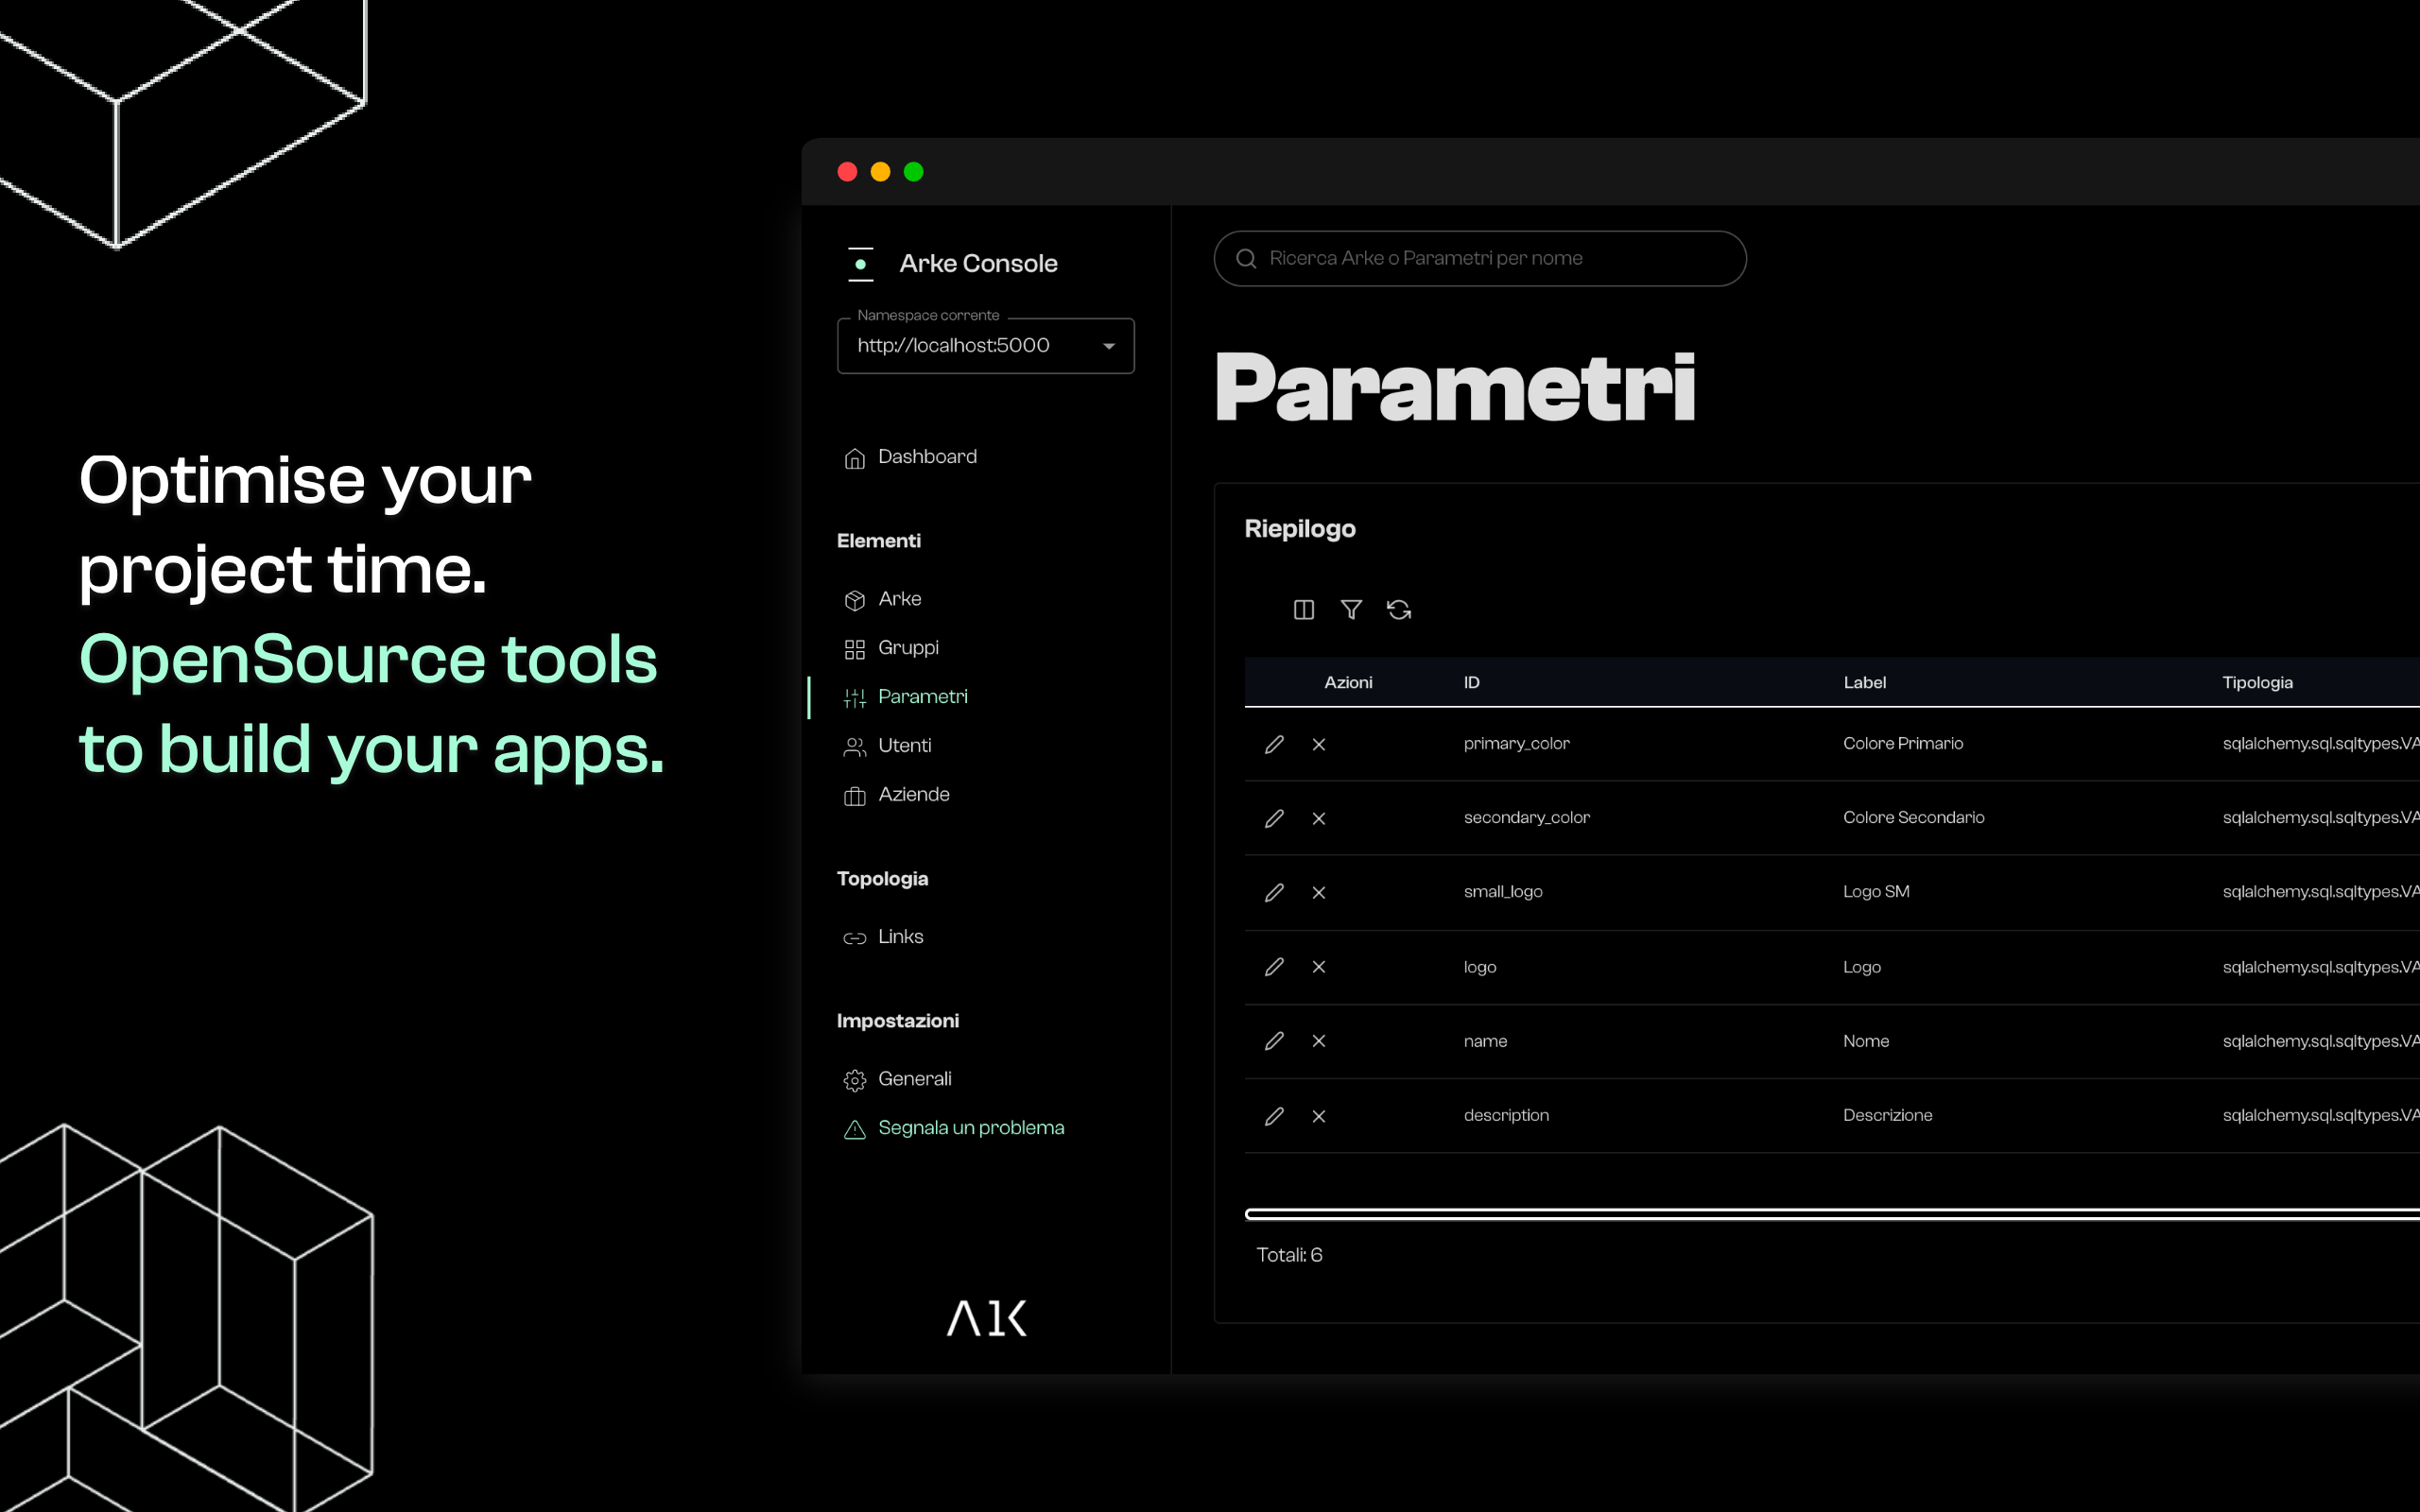 Optimise your
project time.
OpenSource tools
to build your apps.
Arke Console
Namespace corrente
http://localhost:5000
Dashboard
Elementi
Arke
Gruppi
Parametri
Utenti
Aziende
Topologia
Links
Impostazioni
Generali
Segnala un problema
Ricerca Arke o Parametri per nome
Parametri
Riepilogo
Azioni ID Label Tipologia
primary_color Colore Primario sqlalchemy.sql.sqltypes.VA
secondary_color Colore Secondario sqlalchemy.sql.sqltypes.VA
small_logo Logo SM sqlalchemy.sql.sqltypes.VA
logo Logo sqlalchemy.sql.sqltypes.VA
name Nome sqlalchemy.sql.sqltypes.VA
description Descrizione sqlalchemy.sql.sqltypes.VA
Totali: 6